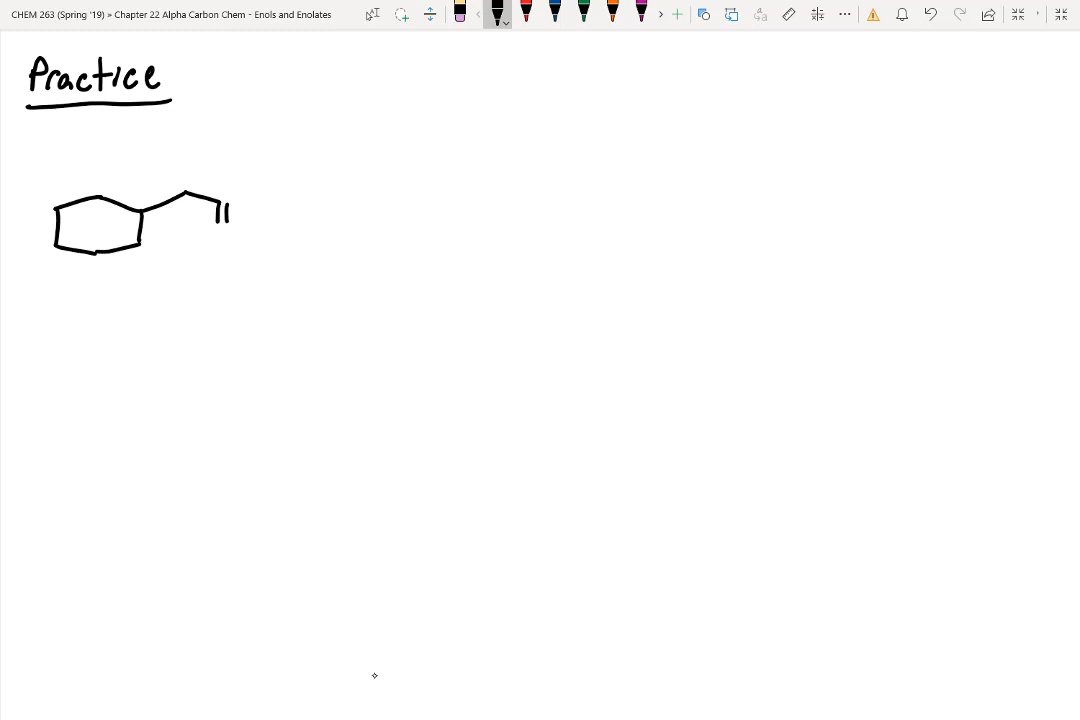 CHEM 263 (Spring '19) » Chapter 22 Alpha Carbon Chem - Enols and Enolates
Practice